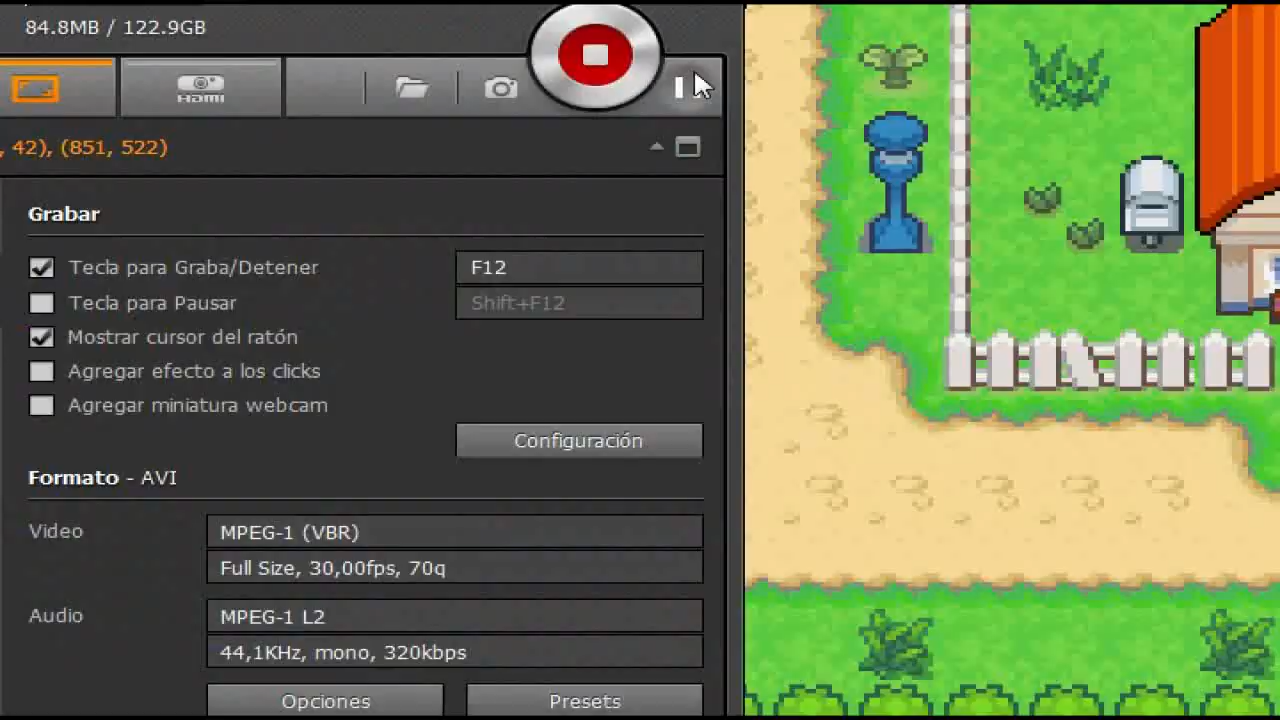 84.8MB / 122.9GB
HDMI
, 42), (851, 522)
Grabar
Tecla para Graba/Detener F12
Tecla para Pausar Shift+F12
Mostrar cursor del ratón
Agregar efecto a los clicks
Agregar miniatura webcam
Configuración
Formato - AVI
Video MPEG-1 (VBR)
Full Size, 30,00fps, 70q
Audio MPEG-1 L2
44,1KHz, mono, 320kbps
Opciones Presets